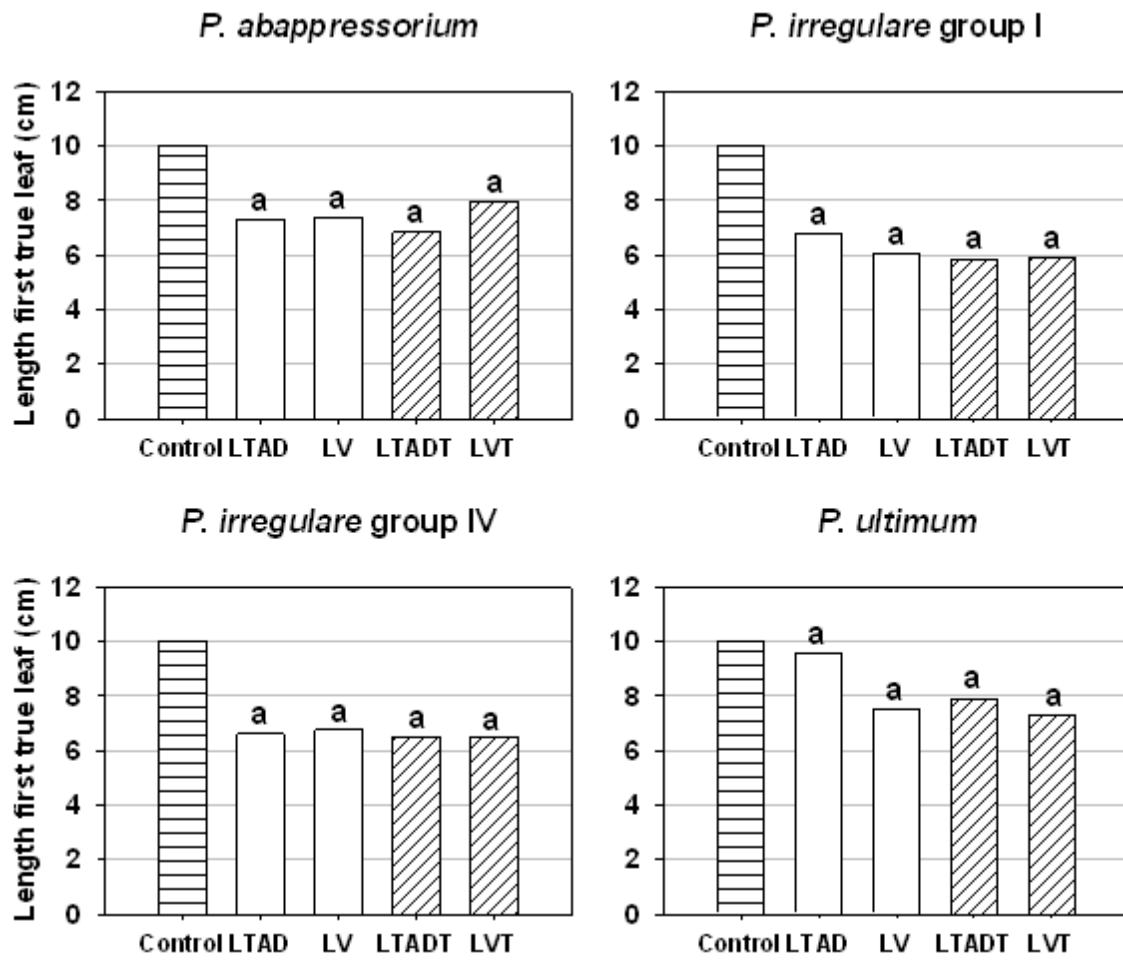 P. abappressorium
Length first true leaf (cm)
12
10
8
6
4
2
0
a a a a
Control LTAD LV LTADT LVT
P. irregulare group I
12
10
8
6
4
2
0
a a a a
Control LTAD LV LTADT LVT
P. irregulare group IV
Length first true leaf (cm)
12
10
8
6
4
2
0
a a a a
Control LTAD LV LTADT LVT
P. ultimum
12
10
8
6
4
2
0
a a a a
Control LTAD LV LTADT LVT